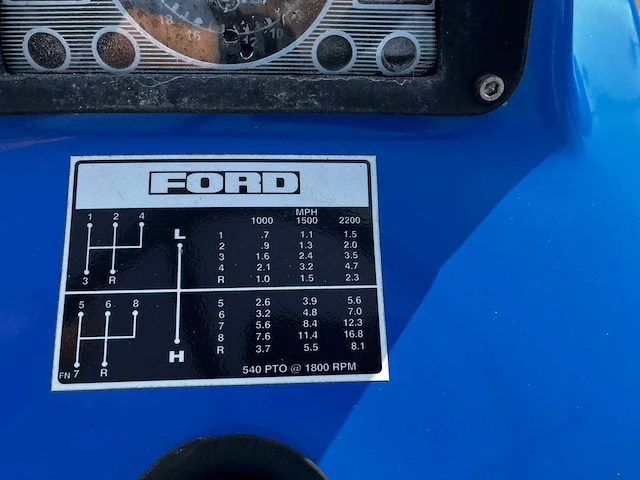 18 16 10
FORD
MPH
1000 1500 2200
1 2 4
L
1 .7 1.1 1.5
2 .9 1.3 2.0
3 1.6 2.4 3.5
4 2.1 3.2 4.7
R 1.0 1.5 2.3
3 R
5 6 8
5 2.6 3.9 5.6
6 3.2 4.8 7.0
7 5.6 8.4 12.3
8 7.6 11.4 16.8
R 3.7 5.5 8.1
H
FN 7 R
540 PTO @ 1800 RPM